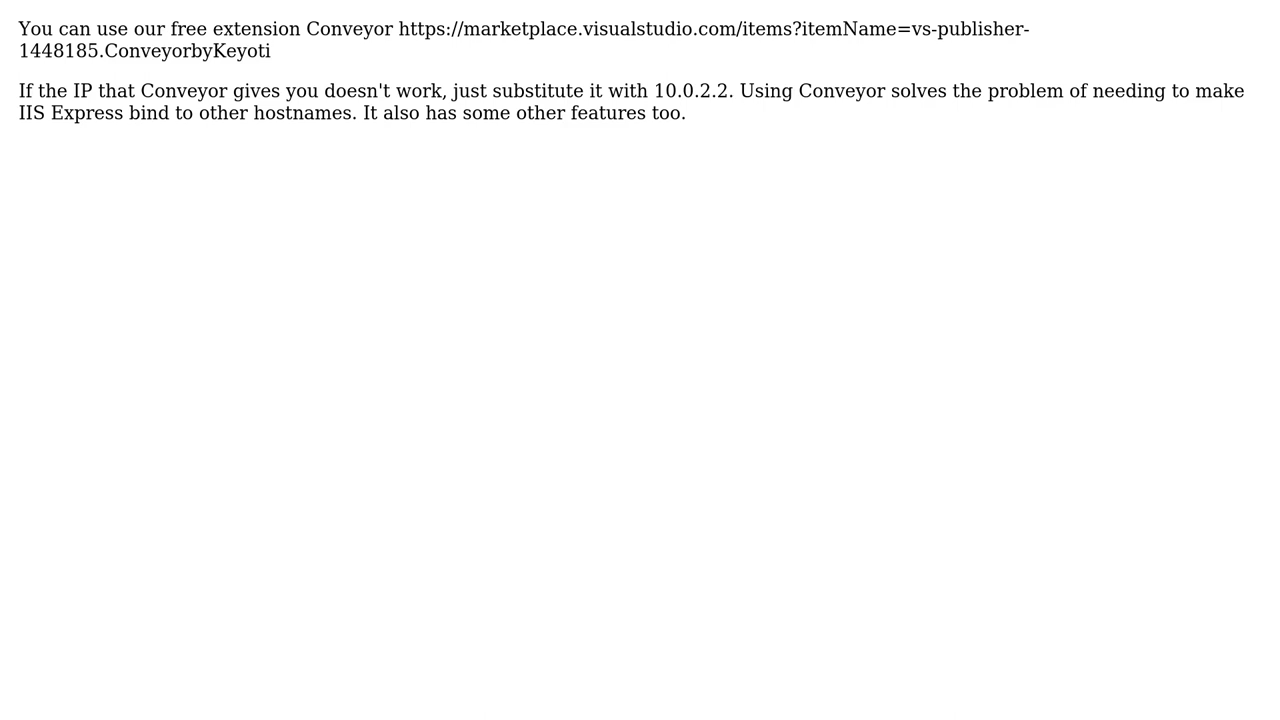 You can use our free extension Conveyor https://marketplace.visualstudio.com/items?itemName=vs-publisher-
1448185.ConveyorbyKeyoti
If the IP that Conveyor gives you doesn't work, just substitute it with 10.0.2.2. Using Conveyor solves the problem of needing to make
IIS Express bind to other hostnames. It also has some other features too.